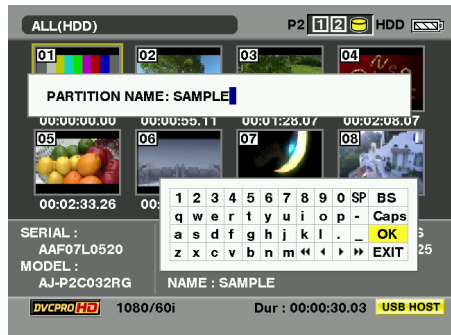 ALL(HDD) P2 1 2 HDD
01 02 03 04
PARTITION NAME: SAMPLE
00:00:00.00 00:00:55.11 00:01:28.07 00:02:08.07
05 06 07 08
00:02:33.26 00:
1 2 3 4 5 6 7 8 9 0 SP BS
q w e r t y u i o p - Caps
SERIAL : a s d f g h j k l . _ OK S
AAF07L0520 z x c v b n m EXIT 25
MODEL :
AJ-P2C032RG NAME : SAMPLE
DVCPRO HD 1080/60i Dur : 00:00:30.03 USB HOST